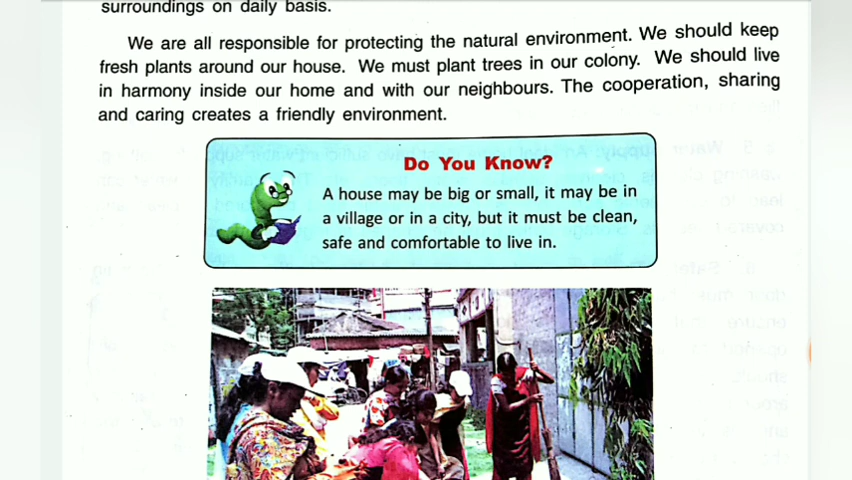 surroundings on daily basis.
We are all responsible for protecting the natural environment. We should keep
fresh plants around our house. We must plant trees in our colony. We should live
in harmony inside our home and with our neighbours. The cooperation, sharing
and caring creates a friendly environment.
Do You Know?
A house may be big or small, it may be in
a village or in a city, but it must be clean,
safe and comfortable to live in.